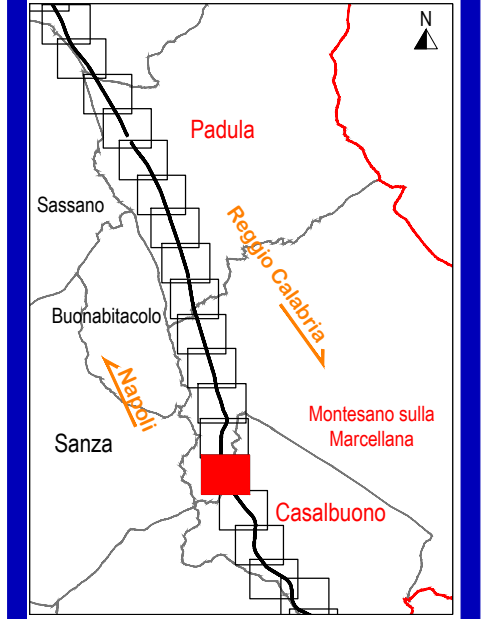 N
Padula
Sassano
Reggio Calabria
Buonabitacolo
Napoli
Montesano sulla
Marcellana
Sanza
Casalbuono